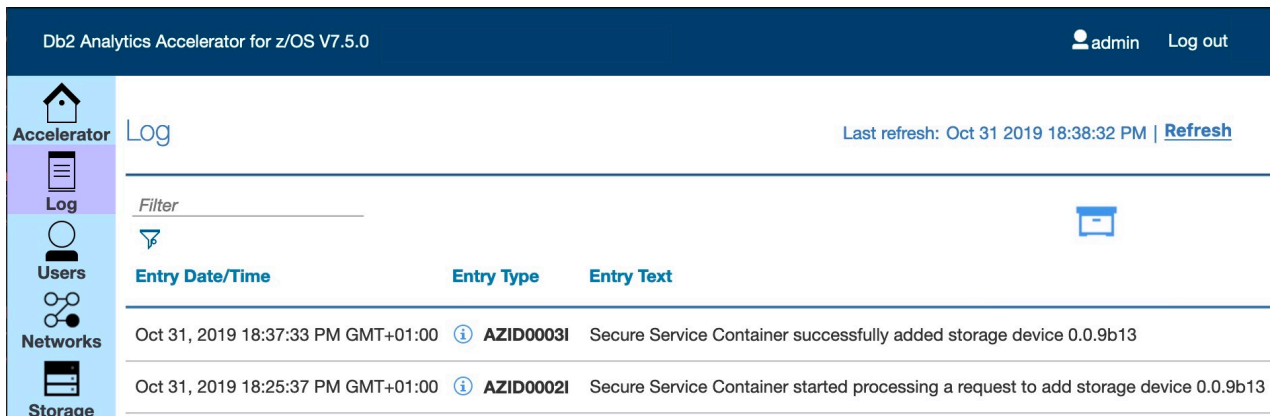 Db2 Analytics Accelerator for z/OS V7.5.0
admin
Log out
Accelerator
Log
Users
Networks
Storage
Log
Last refresh: Oct 31 2019 18:38:32 PM | Refresh
Filter
Entry Date/Time Entry Type Entry Text
Oct 31, 2019 18:37:33 PM GMT+01:00 AZID0003I Secure Service Container successfully added storage device 0.0.9b13
Oct 31, 2019 18:25:37 PM GMT+01:00 AZID0002I Secure Service Container started processing a request to add storage device 0.0.9b13